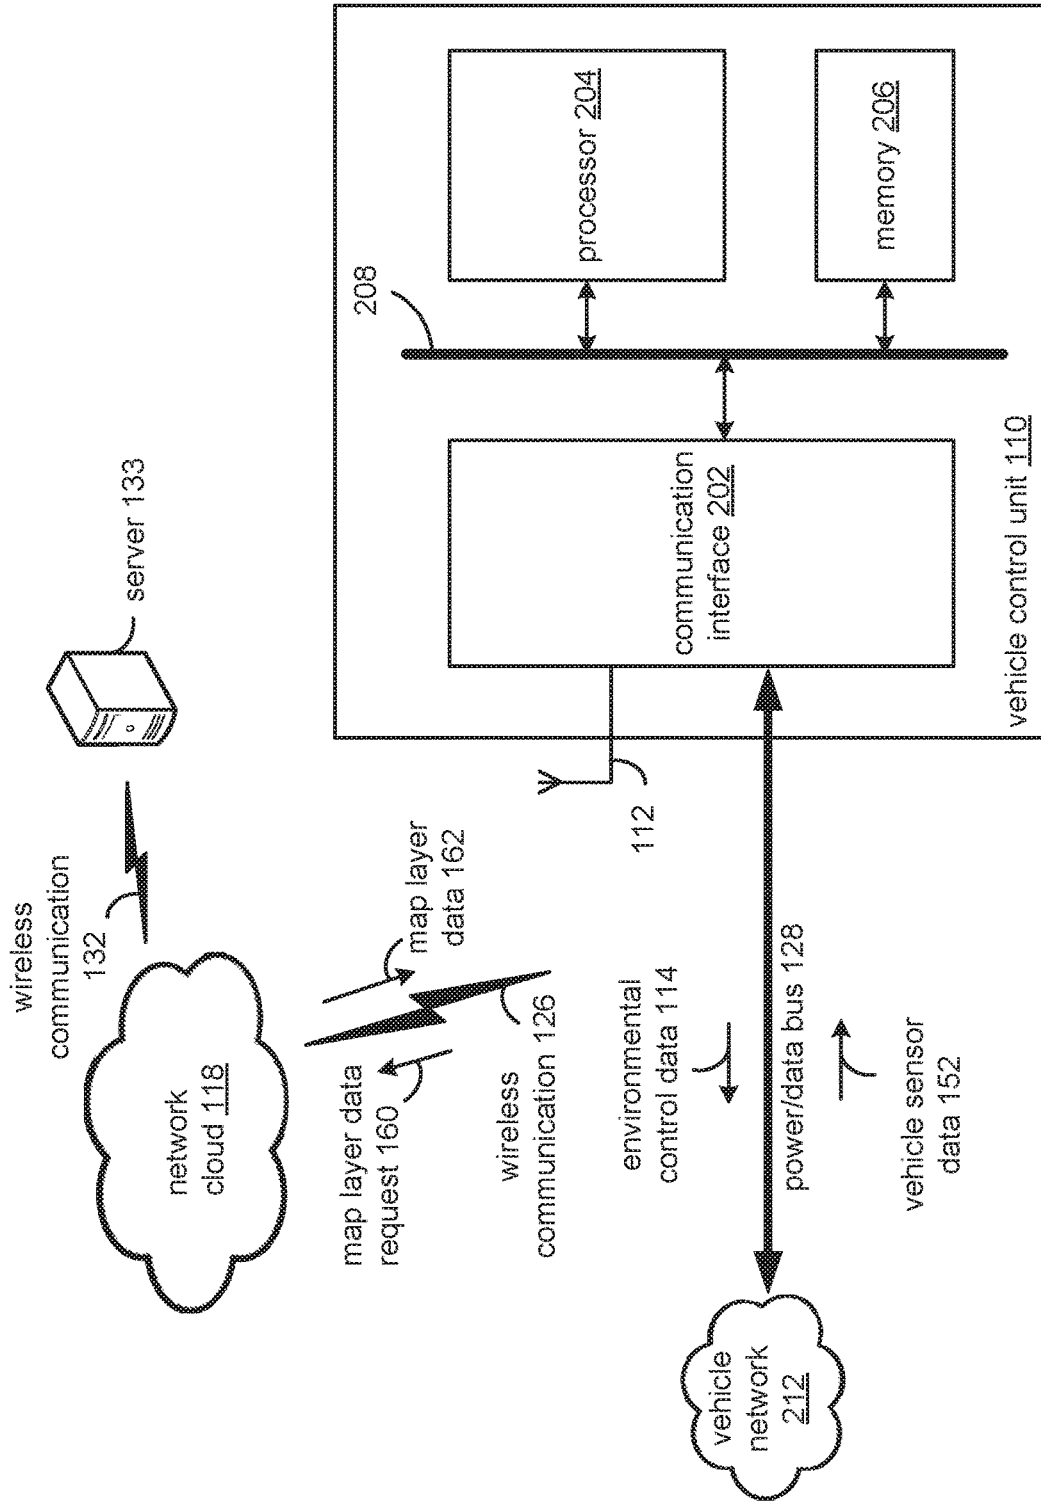 wireless
communication
132
server 133
network
cloud 118
map layer
data 162
map layer data
request 160
wireless
communication 126
112
208
processor 204
memory 206
communication
interface 202
vehicle control unit 110
environmental
control data 114
power/data bus 128
vehicle sensor
data 152
vehicle
network
212